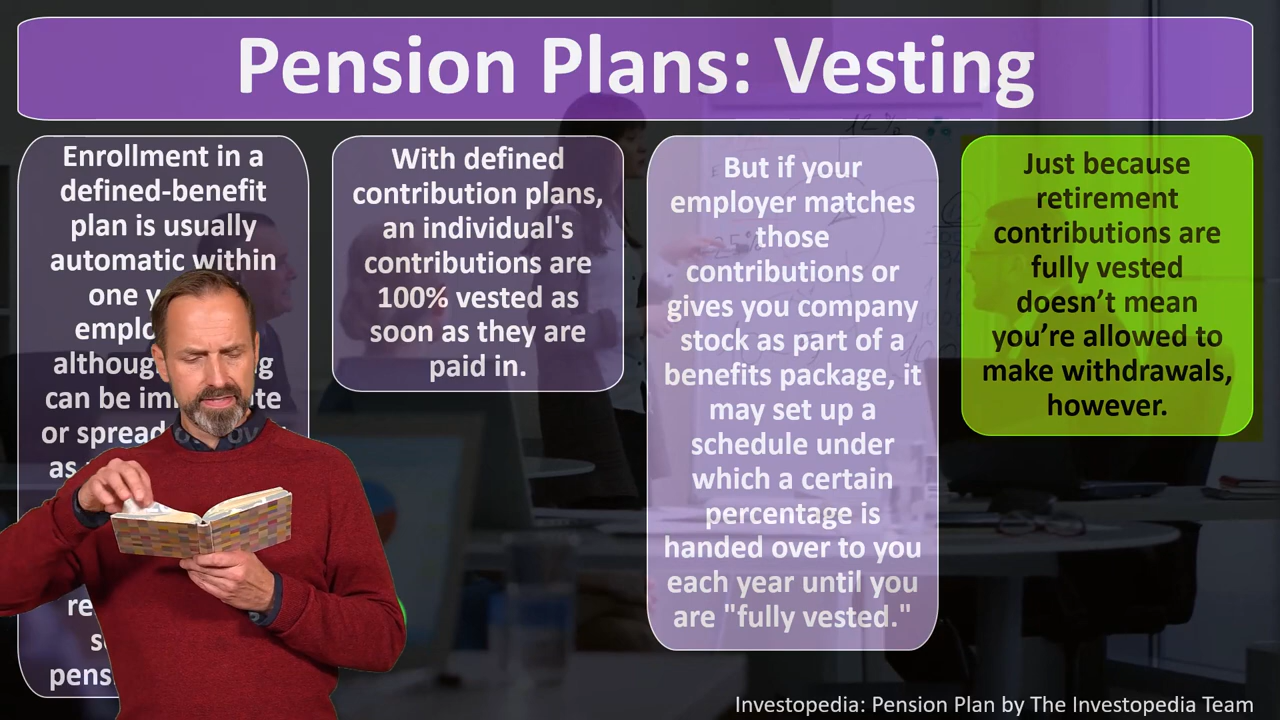 Pension Plans: Vesting
Enrollment in a
defined-benefit
plan is usually
automatic within
one
can be
or spread
as
With defined
contribution plans,
an individual's
contributions are
100% vested as
soon as they are
paid in.
But if your
employer matches
those
contributions or
gives you company
stock as part of a
benefits package, it
may set up a
schedule under
which a certain
percentage is
handed over to you
each year until you
are "fully vested."
Just because
retirement
contributions are
fully vested
doesn’t mean
you’re allowed to
make withdrawals,
however.
Investopedia: Pension Plan by The Investopedia Team